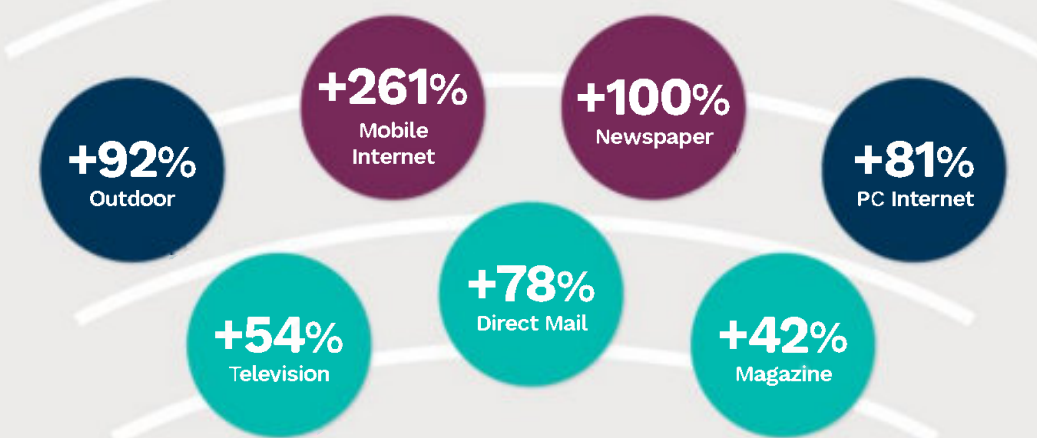 +261%
Mobile
Internet
+100%
Newspaper
+92%
Outdoor
+81%
PC Internet
+78%
Direct Mail
+54%
Television
+42%
Magazine